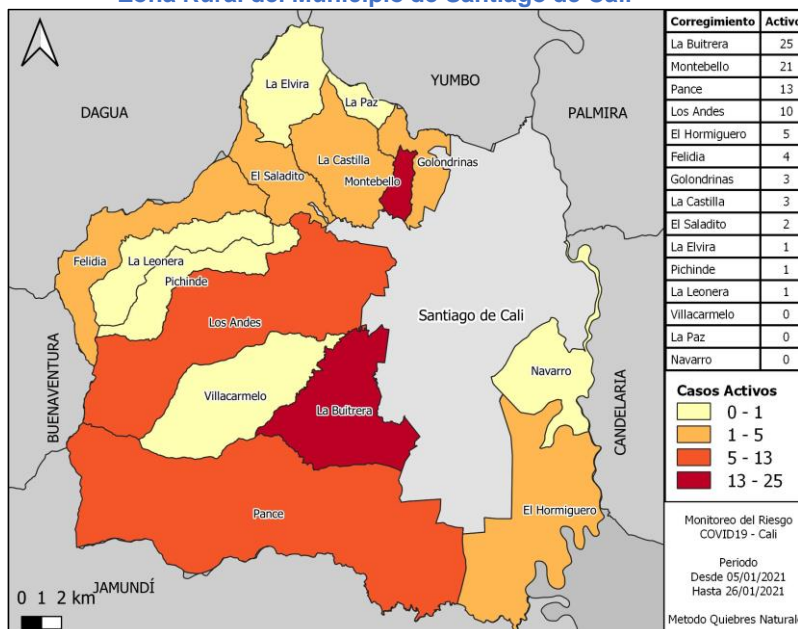 Zona Rural del Municipio de Santiago de Cali
Corregimiento Activo
La Buitrera 25
Montebello 21
Pance 13
Los Andes 10
El Hormiguero 5
Felidia 4
Golondrinas 3
La Castilla 3
El Saladito 2
La Elvira 1
Pichinde 1
La Leonera 1
Villacarmelo 0
La Paz 0
Navarro 0
Casos Activos
0 - 1
1 - 5
5 - 13
13 - 25
Monitoreo del Riesgo
COVID19 - Cali
Periodo
Desde 05/01/2021
Hasta 26/01/2021
Metodo Quiebres Natural
YUMBO
DAGUA
PALMIRA
La Elvira
La Paz
La Castilla
Golondrinas
El Saladito
Montebello
Felidia
La Leonera
Pichinde
Los Andes
Santiago de Cali
BUENAVENTURA
Villacarmelo
La Buitrera
Navarro
CANDELARIA
Pance
El Hormiguero
JAMUNDÍ
0 1 2 km